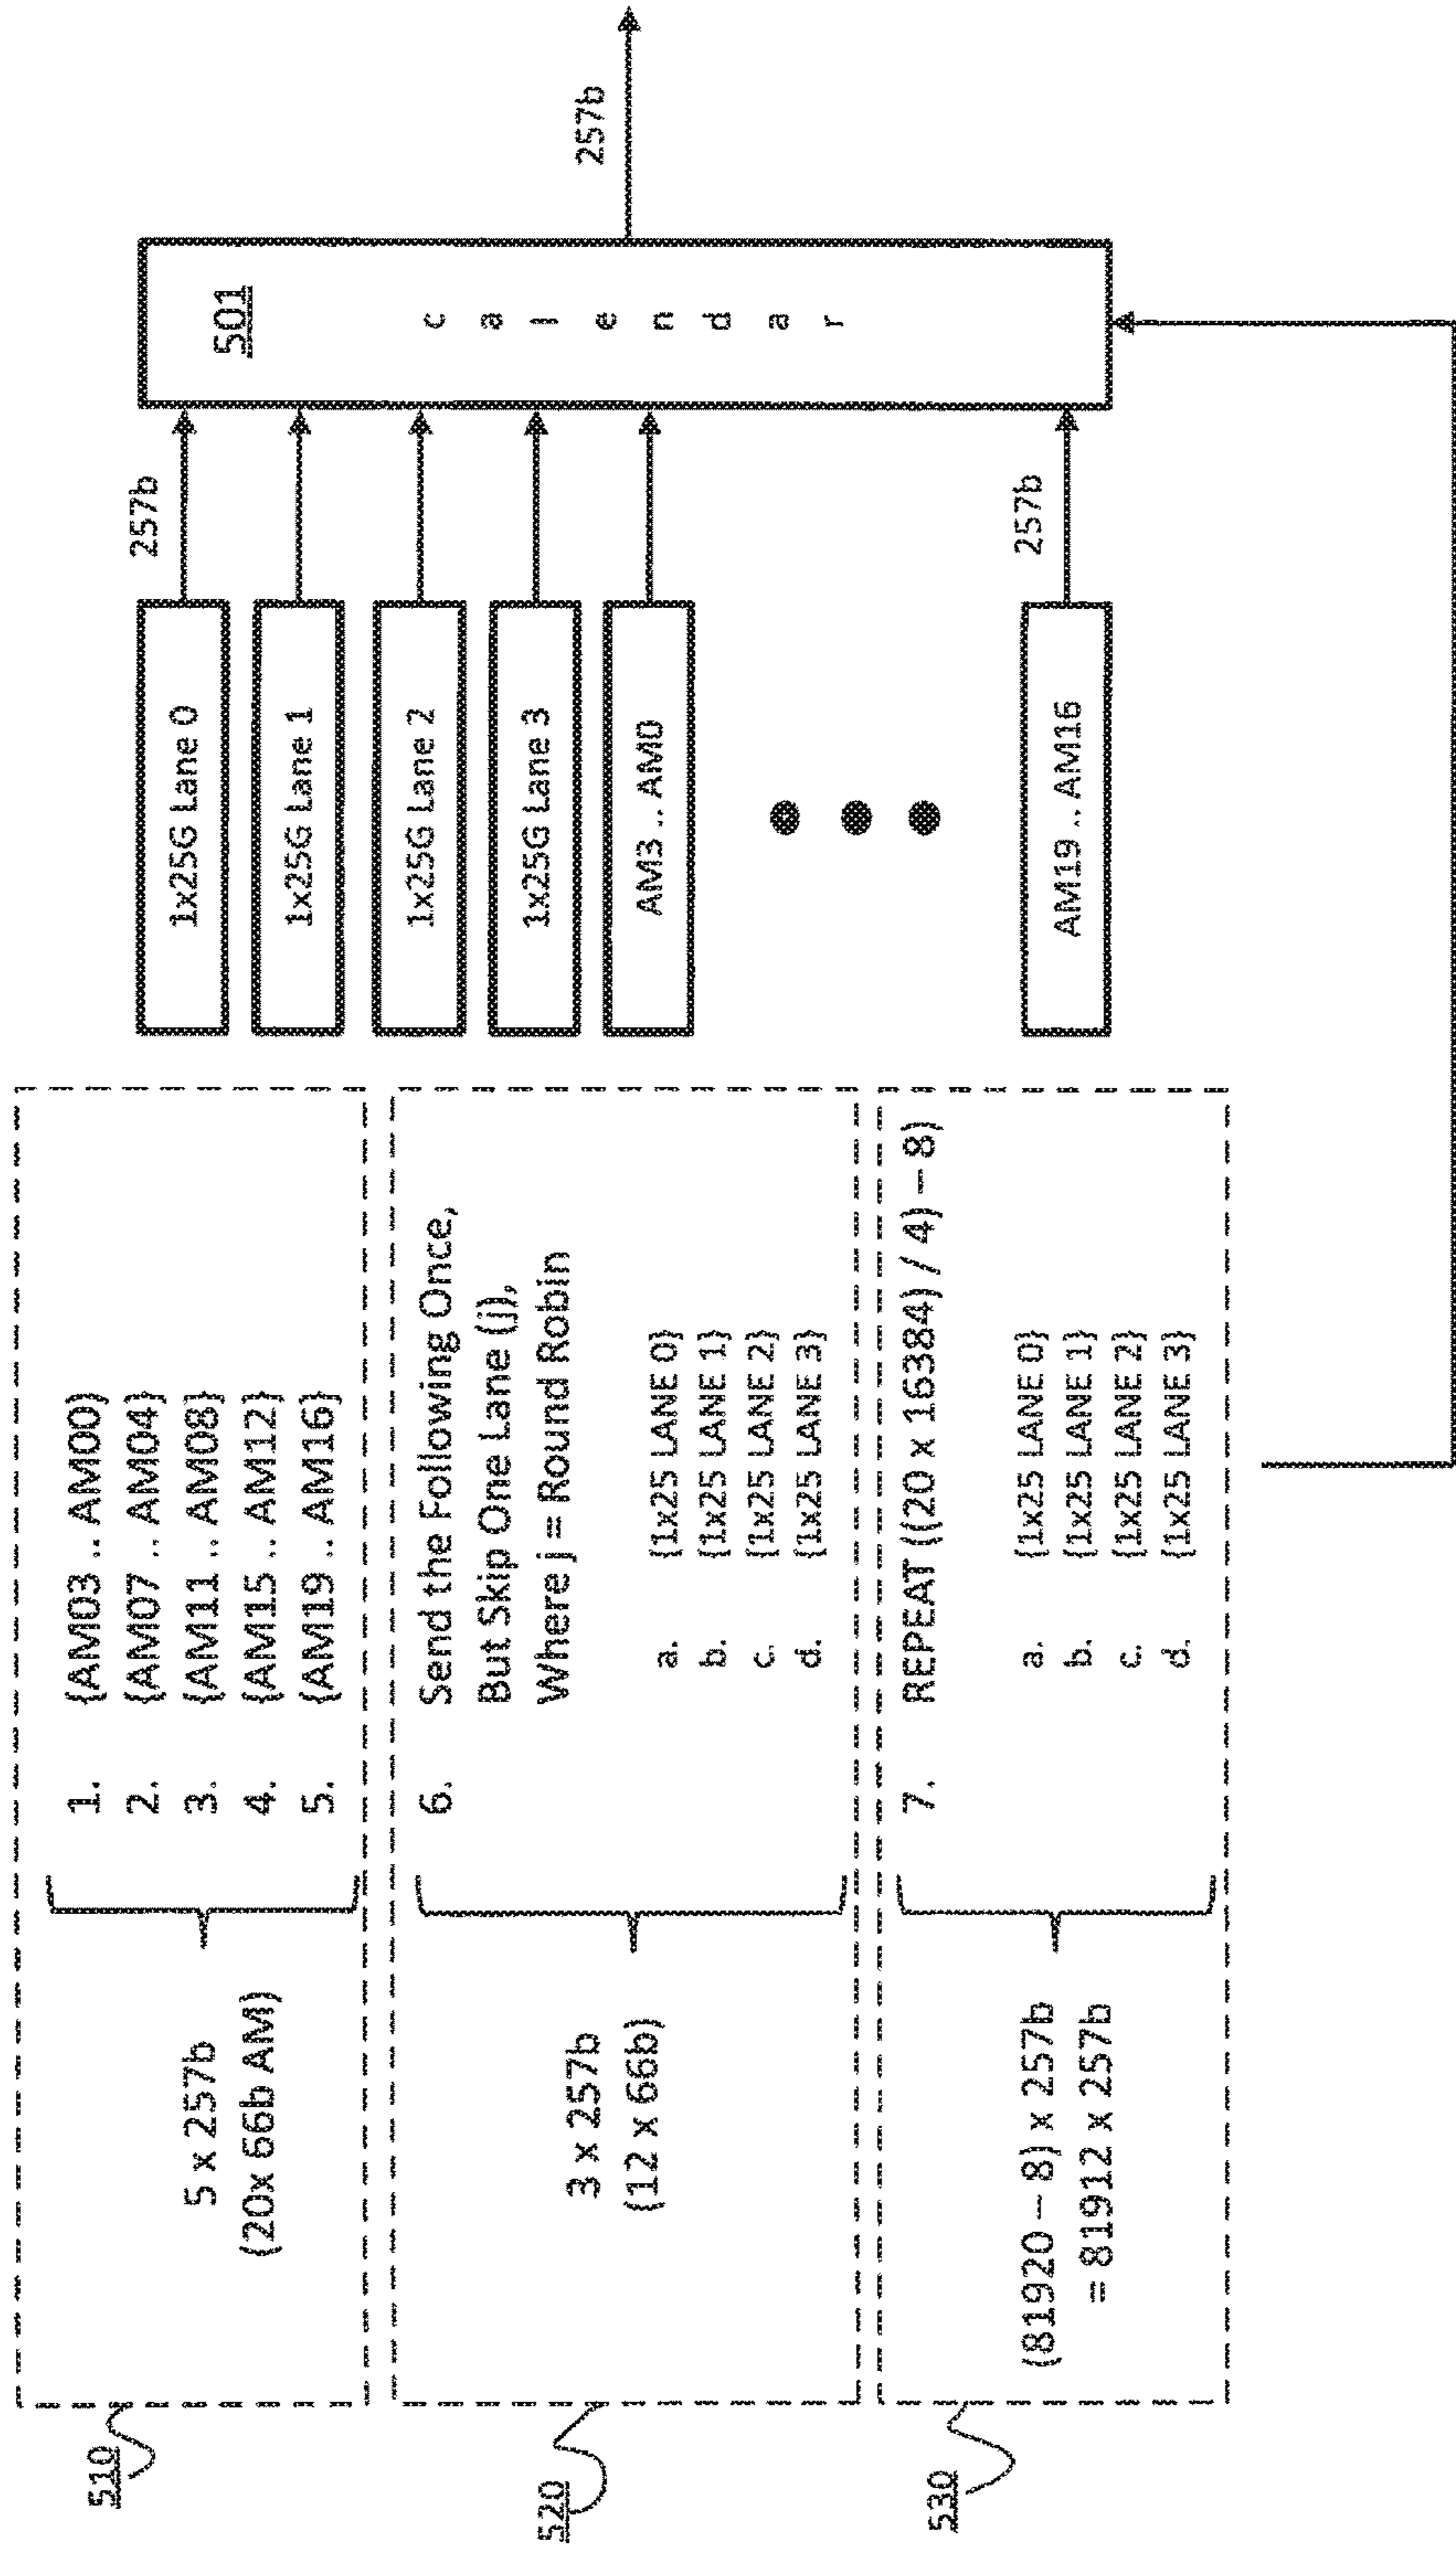 510
5 x 257b
(20x 66b AM)
1. {AM03 .. AM00}
2. {AM07 .. AM04}
3. {AM11 .. AM08}
4. {AM15 .. AM12}
5. {AM19 .. AM16}
520
3 x 257b
(12 x 66b)
6. Send the Following Once,
But Skip One Lane (j),
Where j = Round Robin
a. {1x25 LANE 0}
b. {1x25 LANE 1}
c. {1x25 LANE 2}
d. {1x25 LANE 3}
530
(81920 – 8) x 257b
= 81912 x 257b
7. REPEAT ((20 x 16384) / 4) – 8)
a. {1x25 LANE 0}
b. {1x25 LANE 1}
c. {1x25 LANE 2}
d. {1x25 LANE 3}
1x25G Lane 0
1x25G Lane 1
1x25G Lane 2
1x25G Lane 3
AM3 .. AM0
AM19 .. AM16
257b
257b
501
calendar
257b